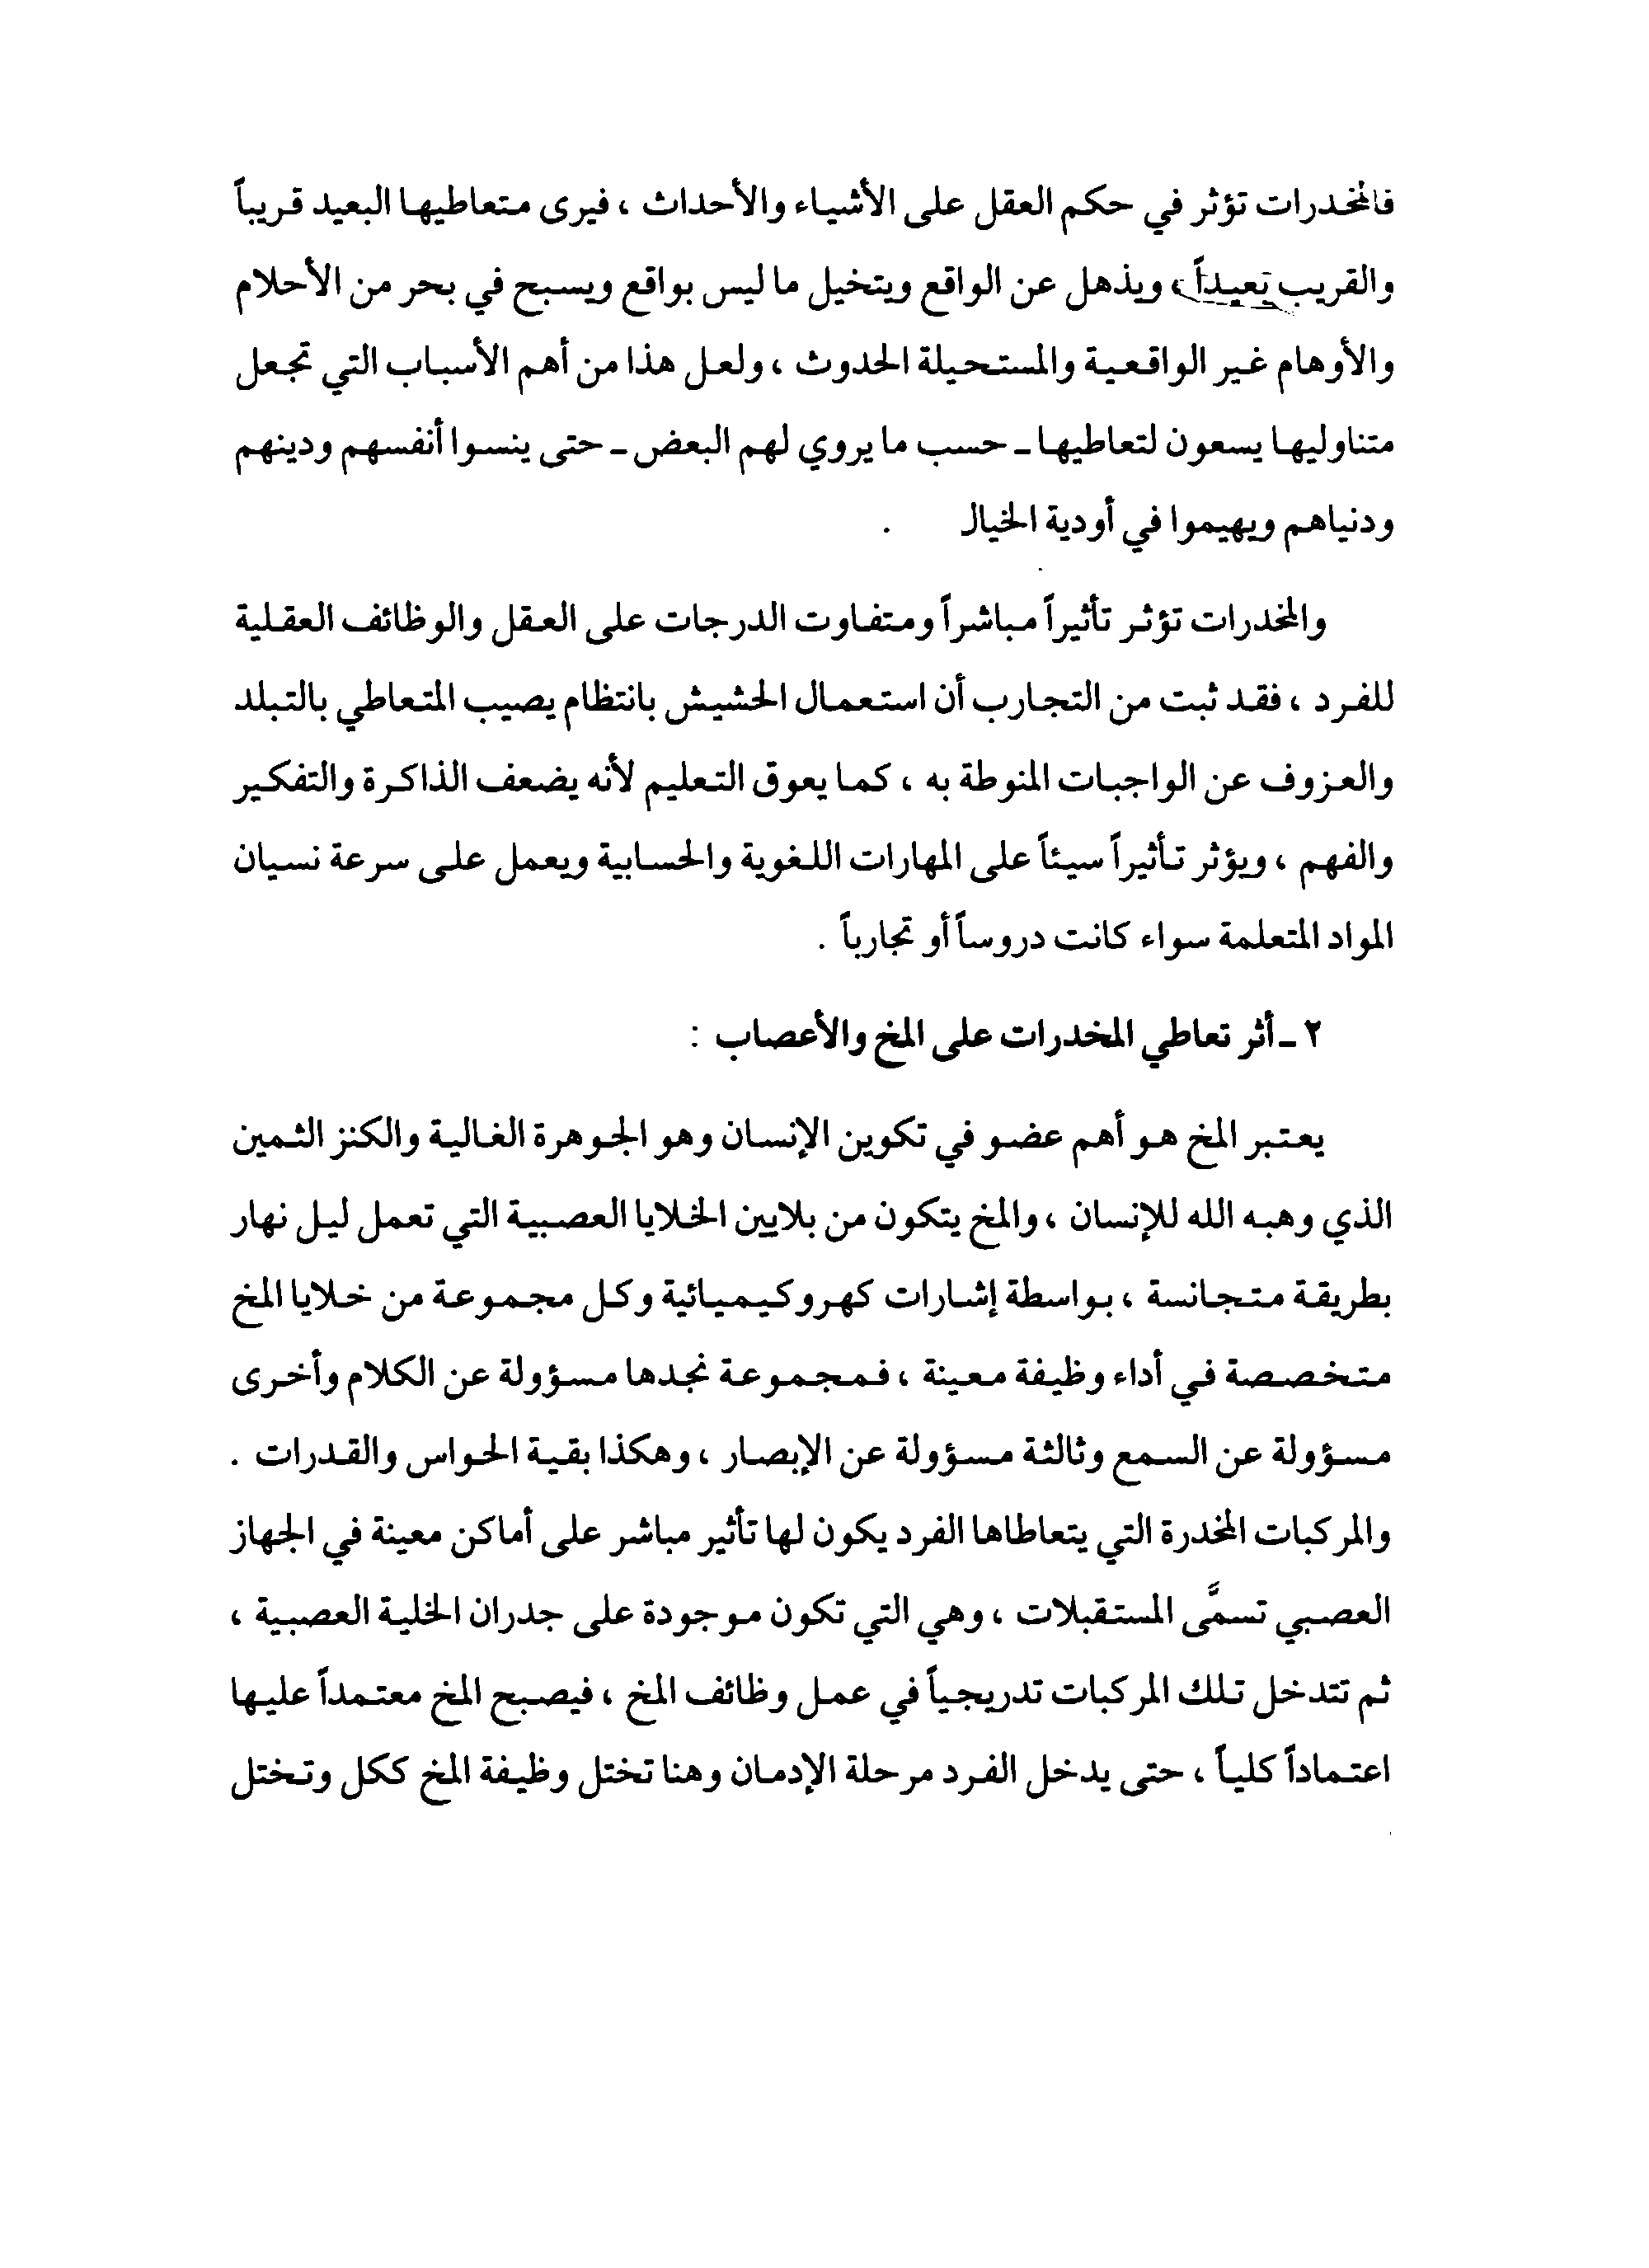 فالمخدرات تؤثر في حكم العقل على الأشياء والأحداث ، فيرى متعاطيها البعيد قريباً
والقريب بعيداً ، ويذهل عن الواقع ويتخيل ما ليس بواقع ويسبح في بحر من الأحلام
والأوهام غير الواقعية والمستحيلة الحدوث ، ولعل هذا من أهم الأسباب التي تجعل
متناوليها يسعون لتعاطيها ـ حسب ما يروي لهم البعض ـ حتى ينسوا أنفسهم ودينهم
ودنياهم ويهيموا في أودية الخيال .
والمخدرات تؤثر تأثيراً مباشراً ومتفاوت الدرجات على العقل والوظائف العقلية
للفرد ، فقد ثبت من التجارب أن استعمال الحشيش بانتظام يصيب المتعاطي بالتبلد
والعزوف عن الواجبات المنوطة به ، كما يعوق التعليم لأنه يضعف الذاكرة والتفكير
والفهم ، ويؤثر تأثيراً سيئاً على المهارات اللغوية والحسابية ويعمل على سرعة نسيان
المواد المتعلمة سواء كانت دروساً أو تجارباً .
٢ ـ أثر تعاطي المخدرات على المخ والأعصاب :
يعتبر المخ هو أهم عضو في تكوين الإنسان وهو الجوهرة الغالية والكنز الثمين
الذي وهبه الله للإنسان ، والمخ يتكون من بلايين الخلايا العصبية التي تعمل ليل نهار
بطريقة متجانسة ، بواسطة إشارات كهروكيميائية وكل مجموعة من خلايا المخ
متخصصة في أداء وظيفة معينة ، فمجموعة نجدها مسؤولة عن الكلام وأخرى
مسؤولة عن السمع وثالثة مسؤولة عن الإبصار ، وهكذا بقية الحواس والقدرات .
والمركبات المخدرة التي يتعاطاها الفرد يكون لها تأثير مباشر على أماكن معينة في الجهاز
العصبي تسمَّى المستقبلات ، وهي التي تكون موجودة على جدران الخلية العصبية ،
ثم تتدخل تلك المركبات تدريجياً في عمل وظائف المخ ، فيصبح المخ معتمداً عليها
اعتماداً كلياً ، حتى يدخل الفرد مرحلة الإدمان وهنا تختل وظيفة المخ ككل وتختل